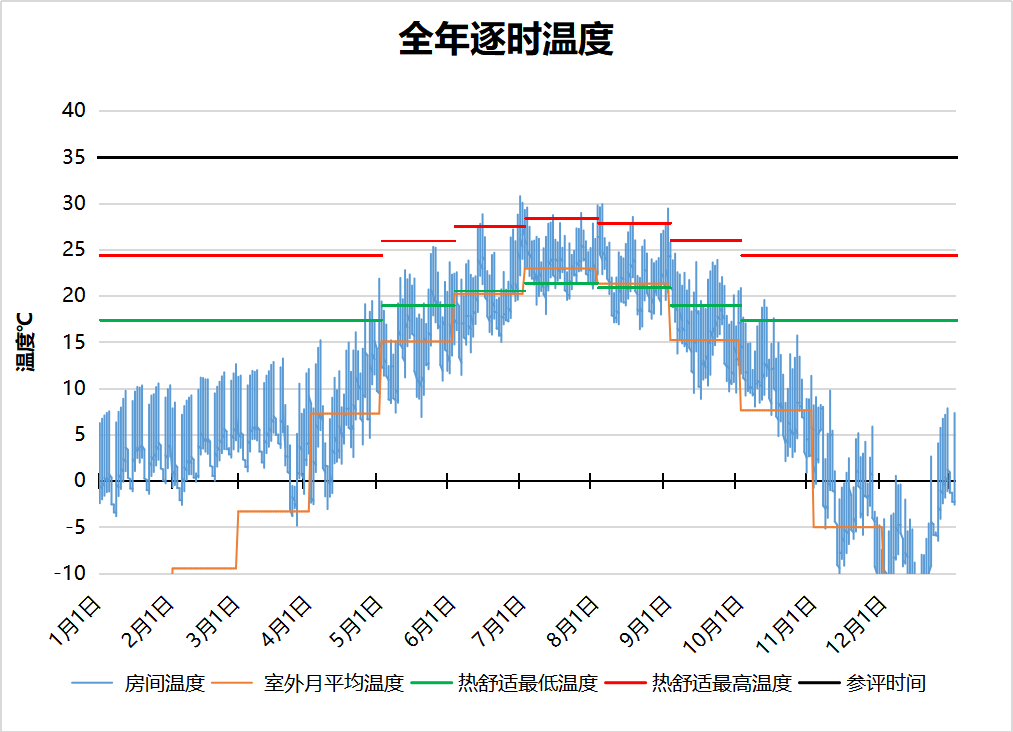 全年逐时温度
温度℃
40
35
30
25
20
15
10
5
0
-5
-10
1月1日
2月1日
3月1日
4月1日
5月1日
6月1日
7月1日
8月1日
9月1日
10月1日
11月1日
12月1日
房间温度 室外月平均温度 热舒适最低温度 热舒适最高温度 参评时间